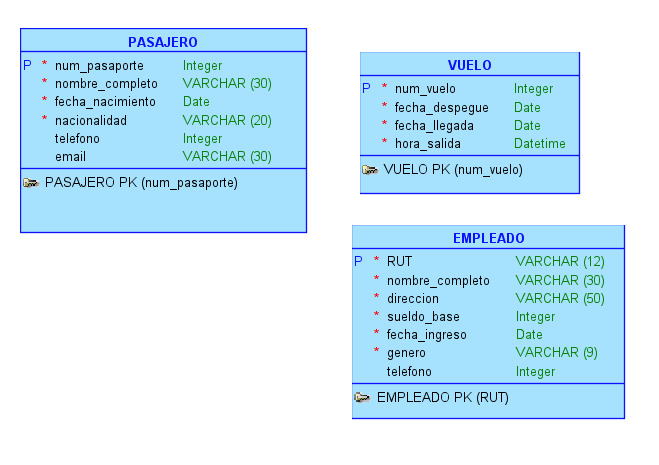 PASAJERO
P * num_pasaporte Integer
* nombre_completo VARCHAR (30)
* fecha_nacimiento Date
* nacionalidad VARCHAR (20)
telefono Integer
email VARCHAR (30)
PASAJERO PK (num_pasaporte)
VUELO
P * num_vuelo Integer
* fecha_despegue Date
* fecha_llegada Date
* hora_salida Datetime
VUELO PK (num_vuelo)
EMPLEADO
P * RUT VARCHAR (12)
* nombre_completo VARCHAR (30)
* direccion VARCHAR (50)
* sueldo_base Integer
* fecha_ingreso Date
* genero VARCHAR (9)
telefono Integer
EMPLEADO PK (RUT)